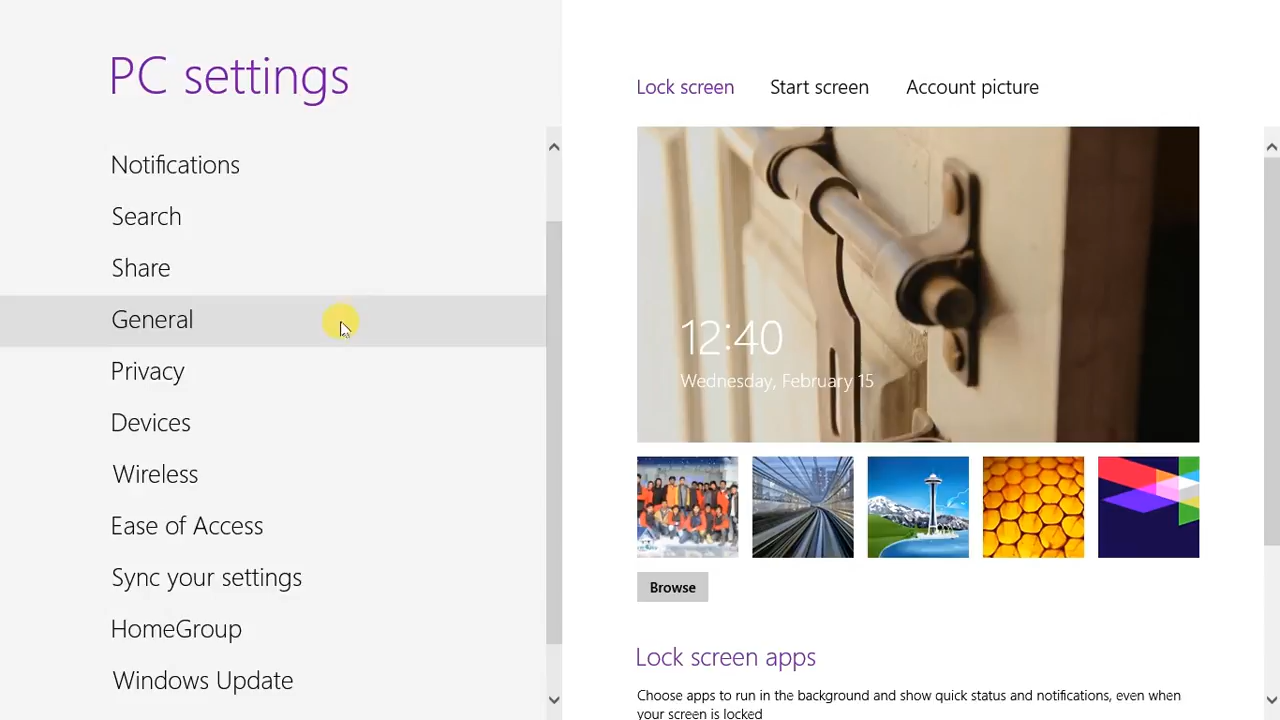 PC settings
Notifications
Search
Share
General
Privacy
Devices
Wireless
Ease of Access
Sync your settings
HomeGroup
Windows Update
Lock screen
Start screen
Account picture
12:40
Wednesday, February 15
Browse
Lock screen apps
Choose apps to run in the background and show quick status and notifications, even when
your screen is locked